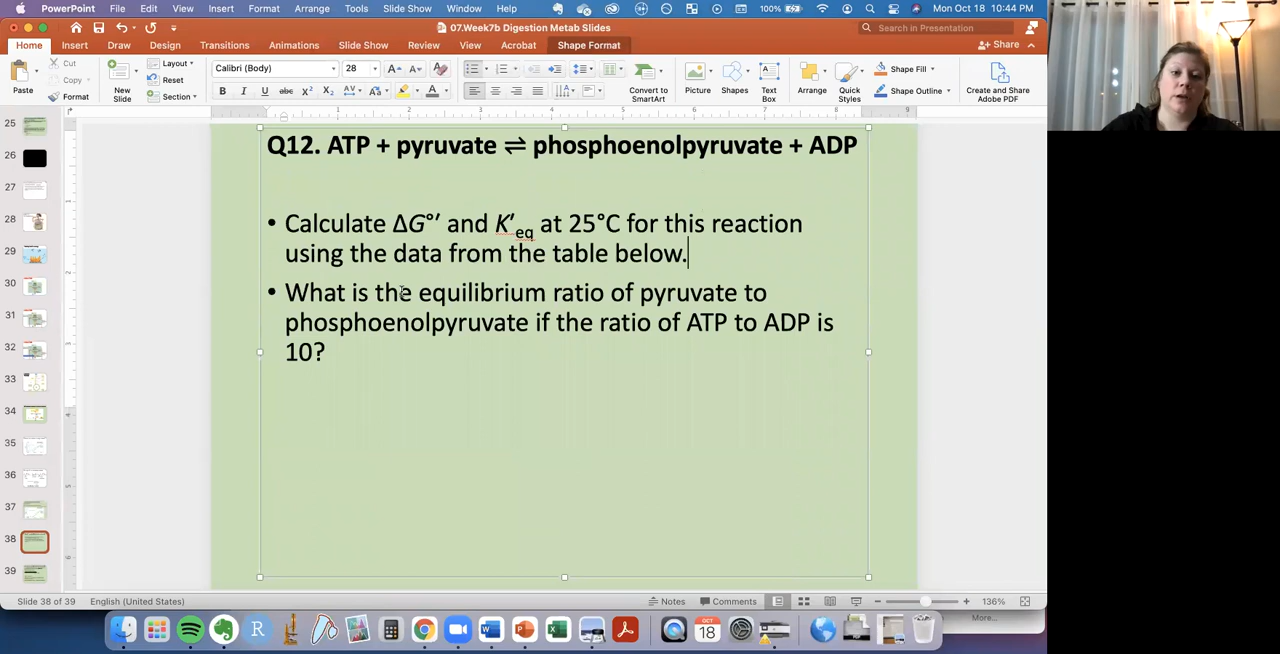 PowerPoint File Edit View Insert Format Arrange Tools Slide Show Window Help 100% Mon Oct 18 10:44 PM
07.Week7b Digestion Metab Slides Search in Presentation
Home Insert Draw Design Transitions Animations Slide Show Review View Acrobat Shape Format Share
Paste Cut Copy Format
New Slide Layout Reset Section
Calibri (Body) 28
Convert to SmartArt
Picture Shapes Text Box Arrange Quick Styles
Shape Fill Shape Outline
Create and Share Adobe PDF
Q12. ATP + pyruvate ⇌ phosphoenolpyruvate + ADP
• Calculate ΔG°′ and K′eq at 25°C for this reaction
using the data from the table below.
• What is the equilibrium ratio of pyruvate to
phosphoenolpyruvate if the ratio of ATP to ADP is
10?
25
26
27
28
29
30
31
32
33
34
35
36
37
38
39
Slide 38 of 39 English (United States) Notes Comments 136%
More...
OCT
18